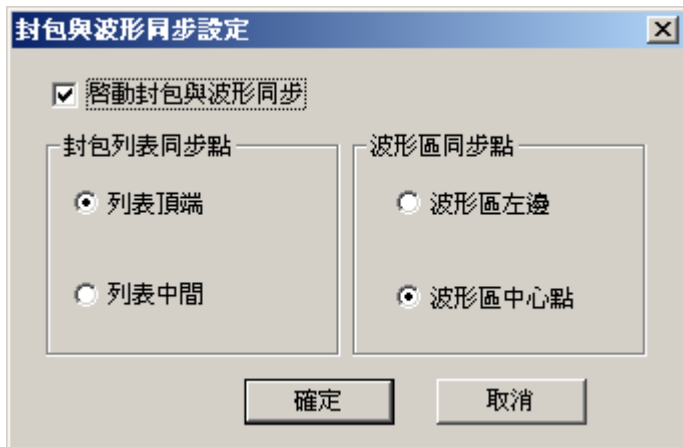 封包與波形同步設定
啓動封包與波形同步
封包列表同步點
列表頂端
列表中間
波形區同步點
波形區左邊
波形區中心點
確定
取消